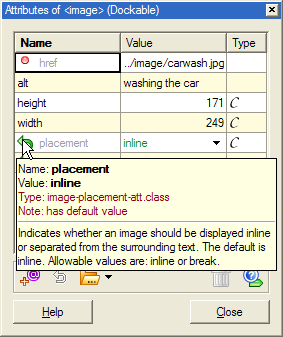 Attributes of <image> (Dockable)
Name Value Type
href ../image/carwash.jpg
alt washing the car
height 171 C
width 249 C
placement inline C
Name: placement
Value: inline
Type: image-placement-att.class
Note: has default value
Indicates whether an image should be displayed inline
or separated from the surrounding text. The default is
inline. Allowable values are: inline or break.
Help Close